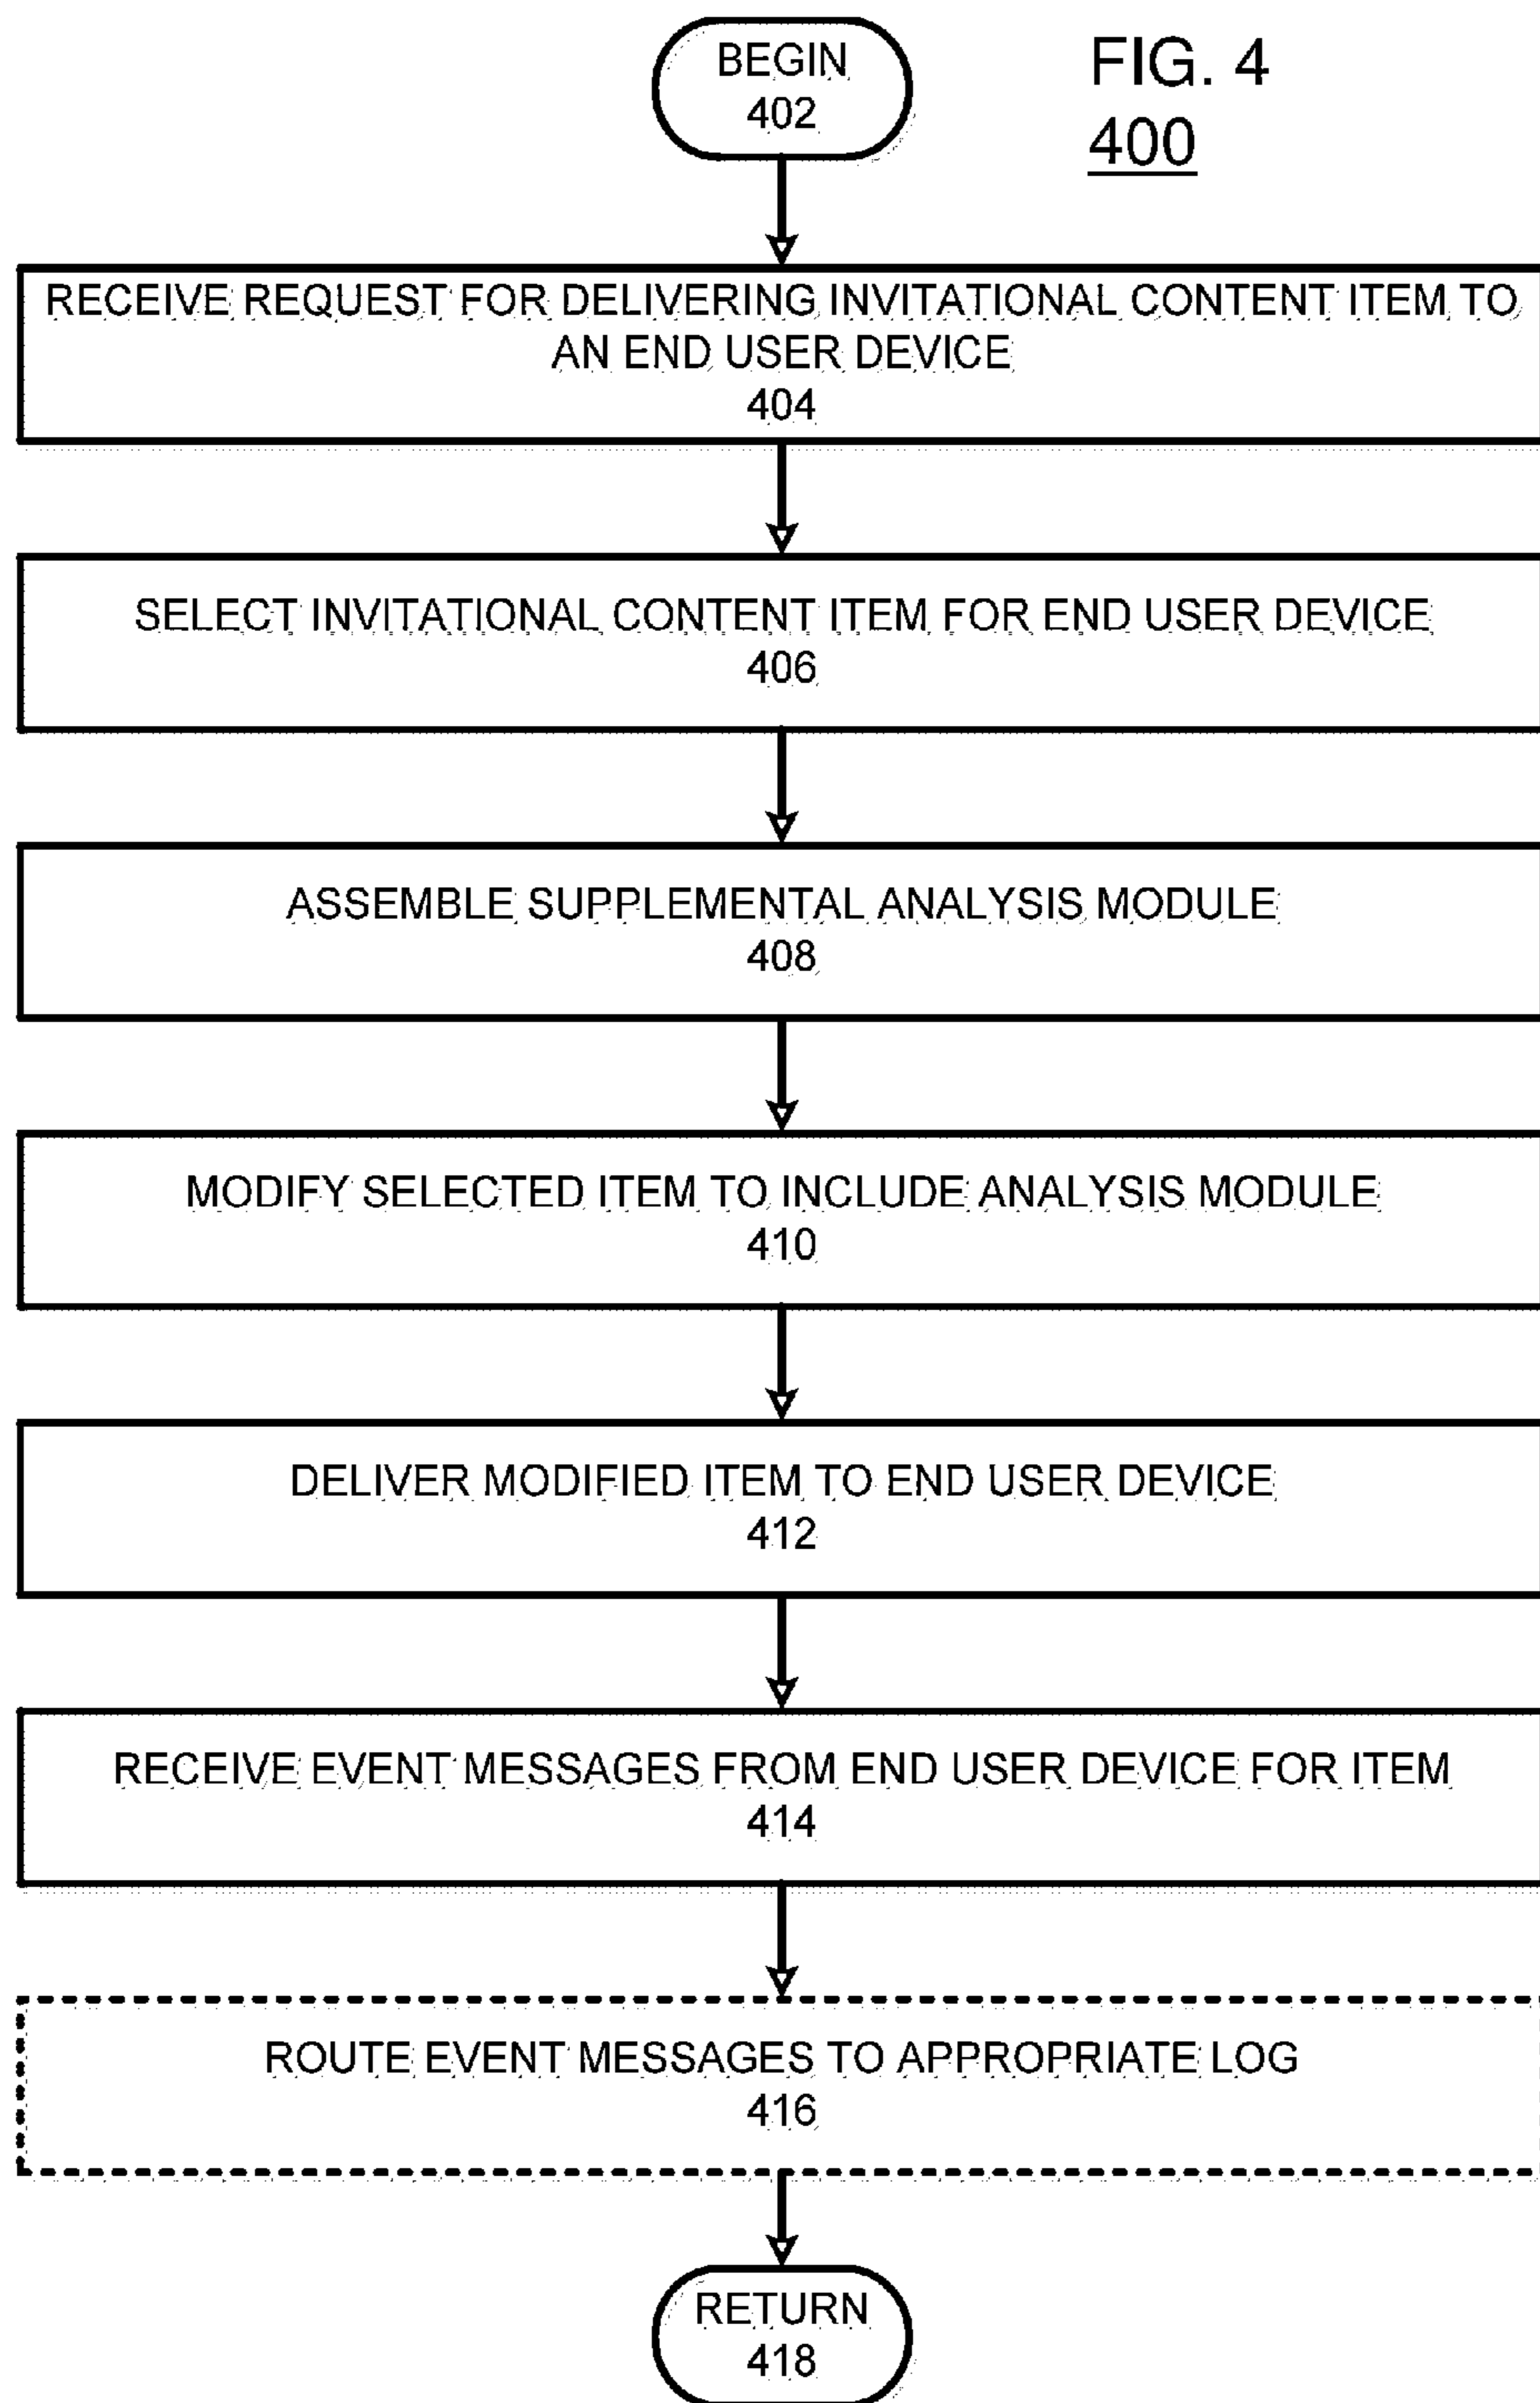 BEGIN
402
FIG. 4
400
RECEIVE REQUEST FOR DELIVERING INVITATIONAL CONTENT ITEM TO
AN END USER DEVICE
404
SELECT INVITATIONAL CONTENT ITEM FOR END USER DEVICE
406
ASSEMBLE SUPPLEMENTAL ANALYSIS MODULE
408
MODIFY SELECTED ITEM TO INCLUDE ANALYSIS MODULE
410
DELIVER MODIFIED ITEM TO END USER DEVICE
412
RECEIVE EVENT MESSAGES FROM END USER DEVICE FOR ITEM
414
ROUTE EVENT MESSAGES TO APPROPRIATE LOG
416
RETURN
418